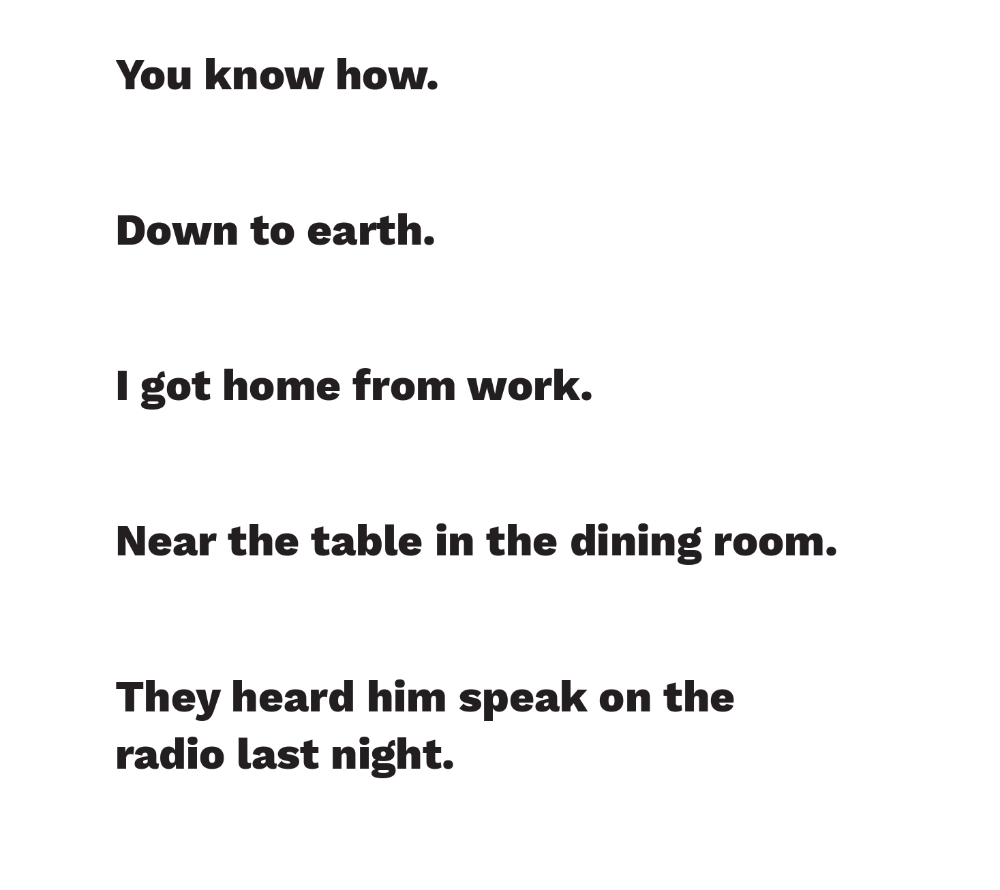 You know how.
Down to earth.
I got home from work.
Near the table in the dining room.
They heard him speak on the
radio last night.